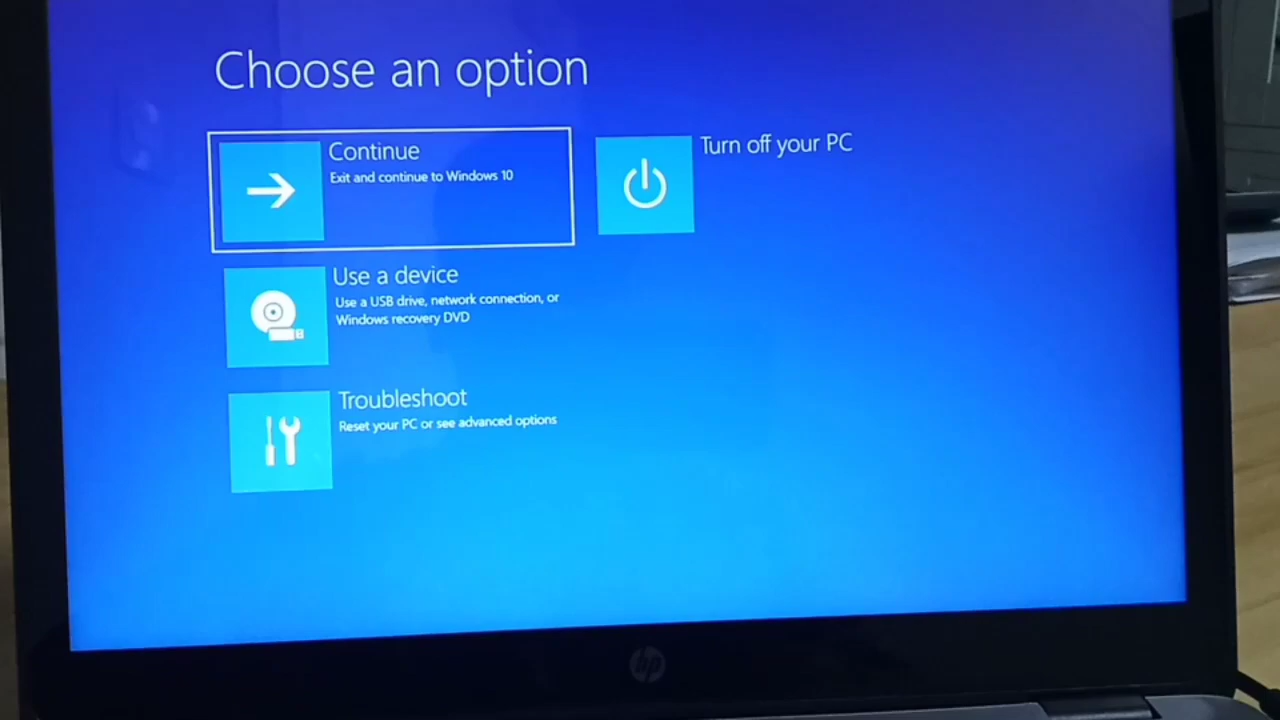 Choose an option
Continue
Exit and continue to Windows 10
Turn off your PC
Use a device
Use a USB drive, network connection, or
Windows recovery DVD
Troubleshoot
Reset your PC or see advanced options
hp